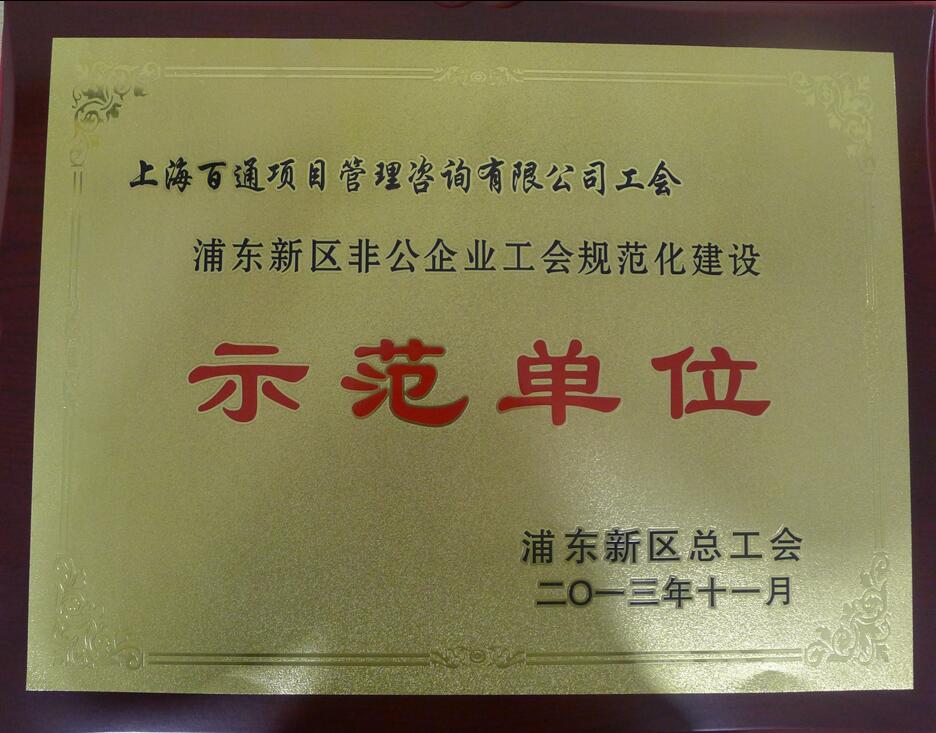 上海百通项目管理咨询有限公司工会
浦东新区非公企业工会规范化建设
示范单位
浦东新区总工会
二〇一三年十一月